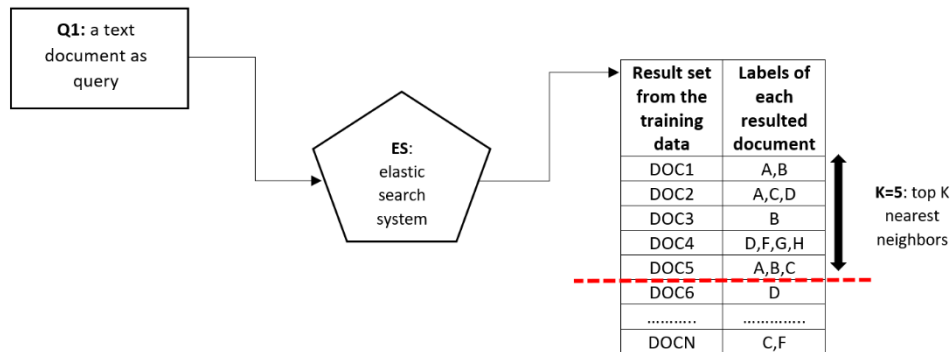 Q1: a text
document as
query
ES:
elastic
search
system
Result set
from the
training
data
Labels of
each
resulted
document
DOC1 A,B
DOC2 A,C,D
DOC3 B
DOC4 D,F,G,H
DOC5 A,B,C
DOC6 D
……….. …………..
DOCN C,F
K=5: top K
nearest
neighbors